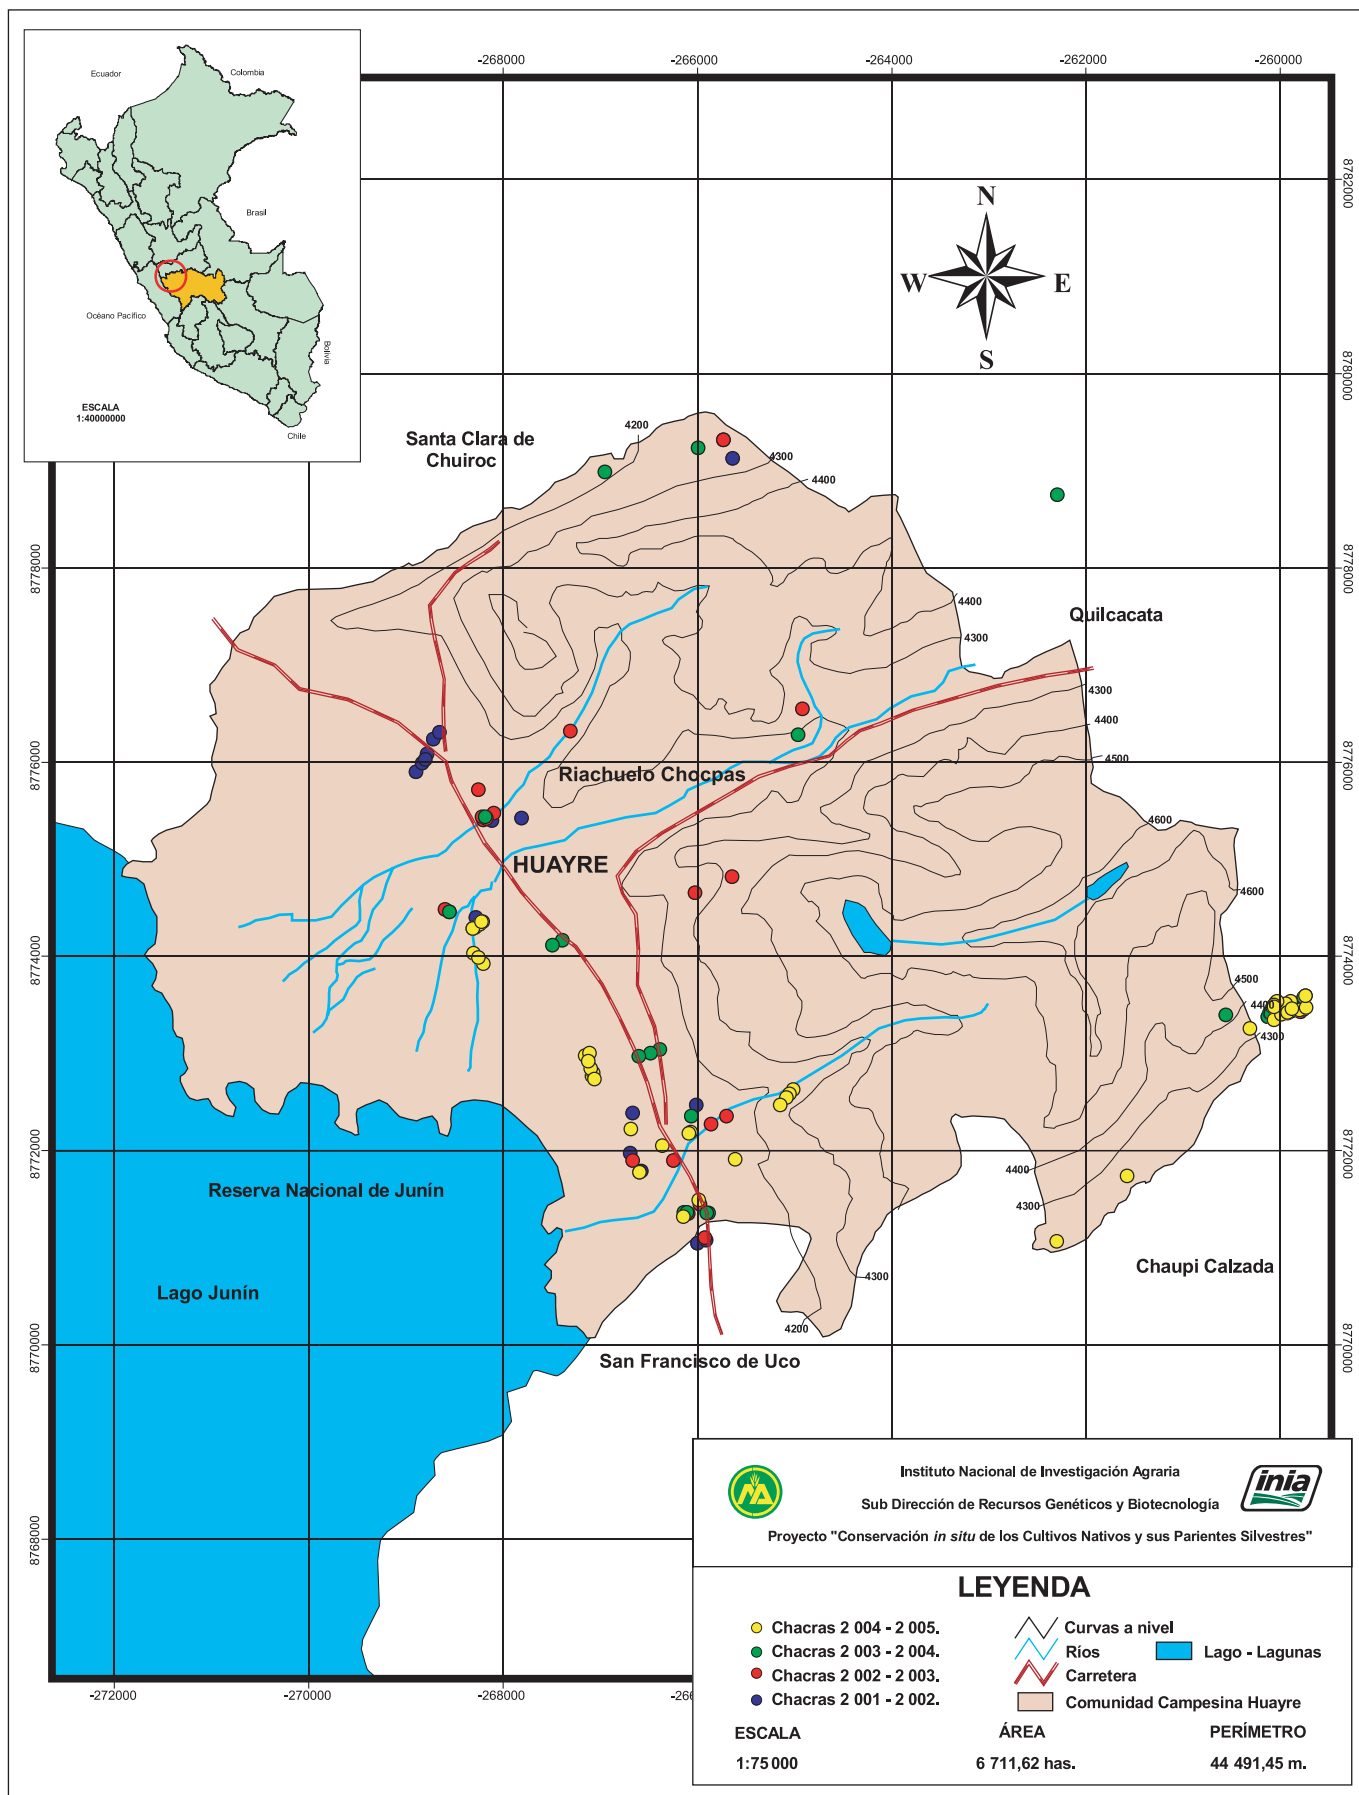 Ecuador
Colombia
Brasil
Océano Pacífico
Bolivia
Chile
ESCALA
1:40000000
-268000
-266000
-264000
-262000
-260000
8782000
8780000
8778000
8776000
8774000
8772000
8770000
8778000
8776000
8774000
8772000
8770000
8768000
-272000
-270000
-268000
-266
N
W
E
S
Santa Clara de
Chuiroc
4200
4300
4400
4400
4300
Quilcacata
4300
4400
4500
Riachuelo Chocpas
HUAYRE
4600
4600
4500
4400
4300
Reserva Nacional de Junín
4400
4300
Lago Junín
4300
4200
Chaupi Calzada
San Francisco de Uco
Instituto Nacional de Investigación Agraria
inia
Sub Dirección de Recursos Genéticos y Biotecnología
Proyecto "Conservación in situ de los Cultivos Nativos y sus Parientes Silvestres"
LEYENDA
Chacras 2 004 - 2 005.
Chacras 2 003 - 2 004.
Chacras 2 002 - 2 003.
Chacras 2 001 - 2 002.
Curvas a nivel
Ríos
Lago - Lagunas
Carretera
Comunidad Campesina Huayre
ESCALA
ÁREA
PERÍMETRO
1:75 000
6 711,62 has.
44 491,45 m.